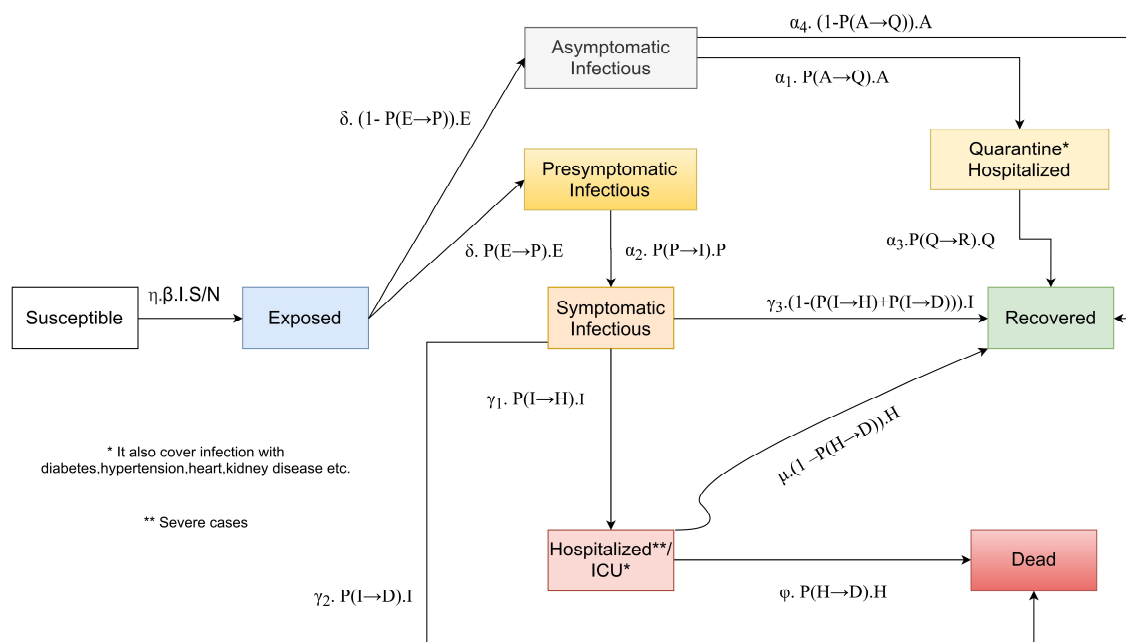 α₄. (1-P(A→Q)).A
Asymptomatic
Infectious
α₁. P(A→Q).A
δ. (1- P(E→P)).E
Quarantine*
Hospitalized
Presymptomatic
Infectious
δ. P(E→P).E
α₂. P(P→I).P
α₃.P(Q→R).Q
η.β.I.S/N
Susceptible
Exposed
Symptomatic
Infectious
γ₃.(1-(P(I→H)+P(I→D))).I
Recovered
γ₁. P(I→H).I
μ.(1 –P(H→D)).H
* It also cover infection with
diabetes,hypertension,heart,kidney disease etc.
** Severe cases
Hospitalized**/
ICU*
Dead
γ₂. P(I→D).I
φ. P(H→D).H